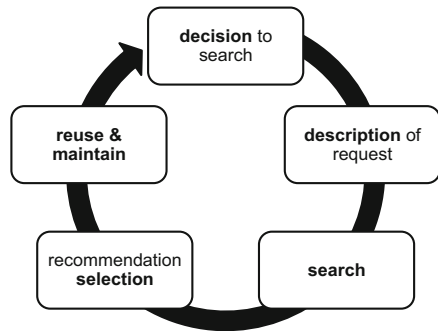 decision to
search
description of
request
search
recommendation
selection
reuse &
maintain